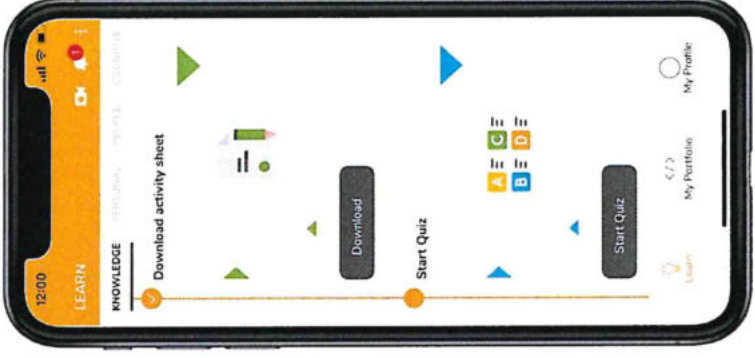 12:00
1
LEARN
KNOWLEDGE PERSONAL PEOPLE COGNITIVE
Download activity sheet
Download
Start Quiz
A C
B D
Start Quiz
Learn </> My Portfolio My Profile